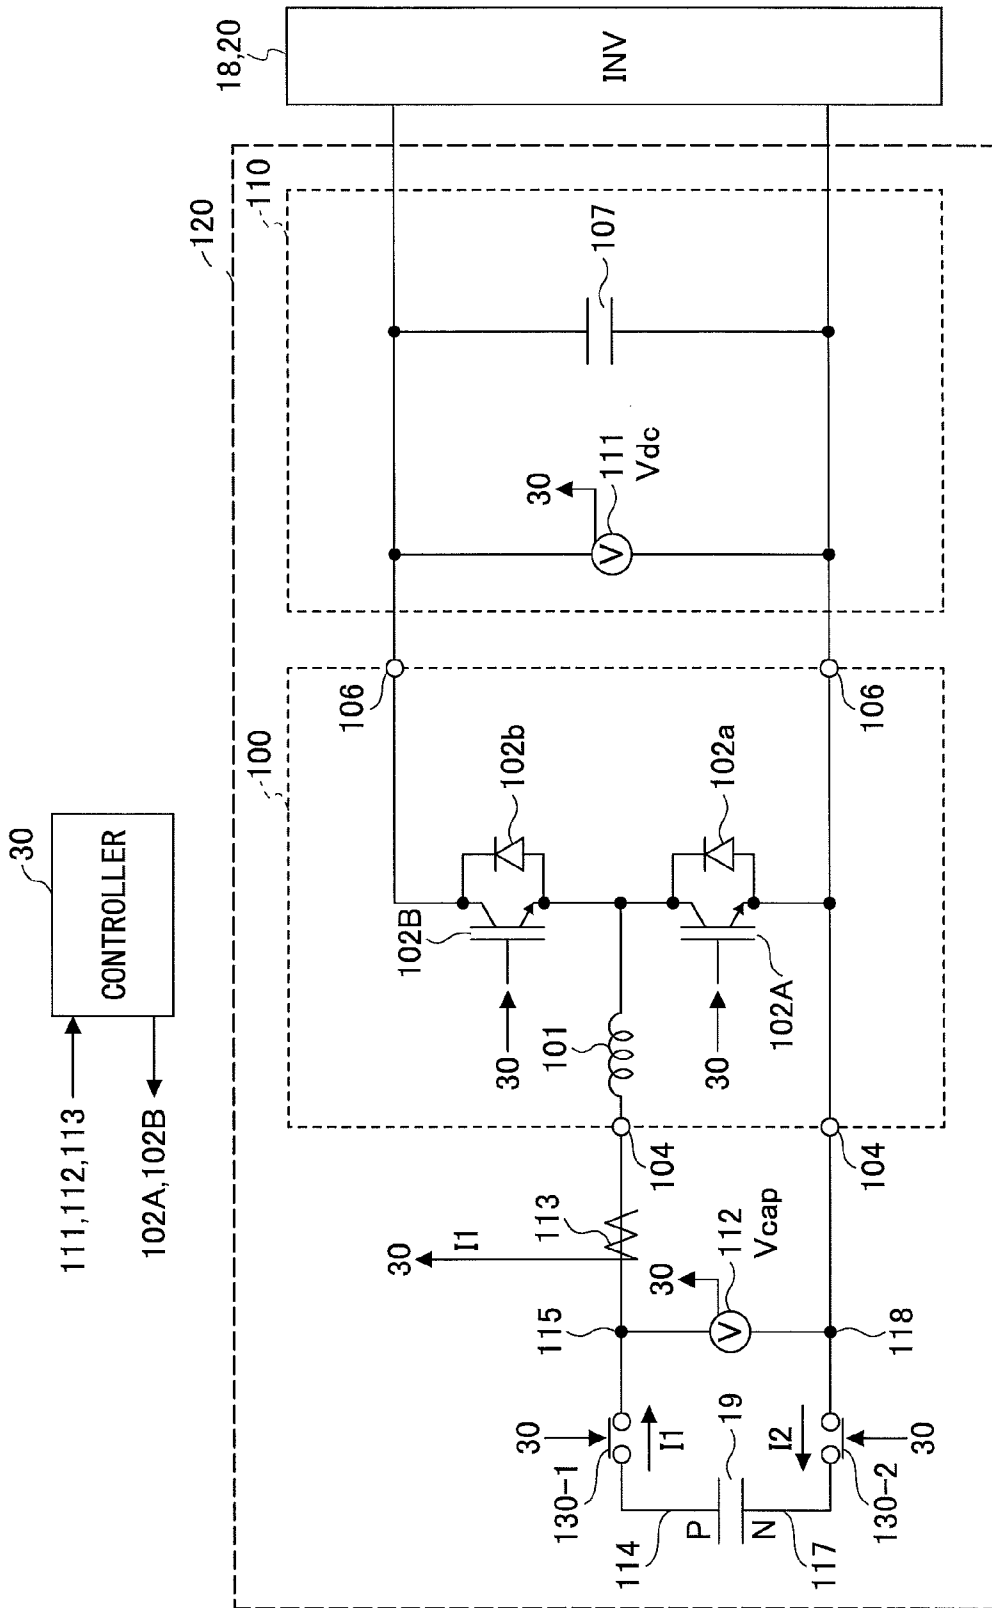 111,112,113
102A,102B
30
CONTROLLER
120
100
110
18,20
INV
106
102b
102B
30
101
102a
102A
30
104
104
106
107
30
111
Vdc
30
I1
113
30
112
Vcap
115
118
30
130-1
I1
19
I2
30
130-2
114
P
N
117